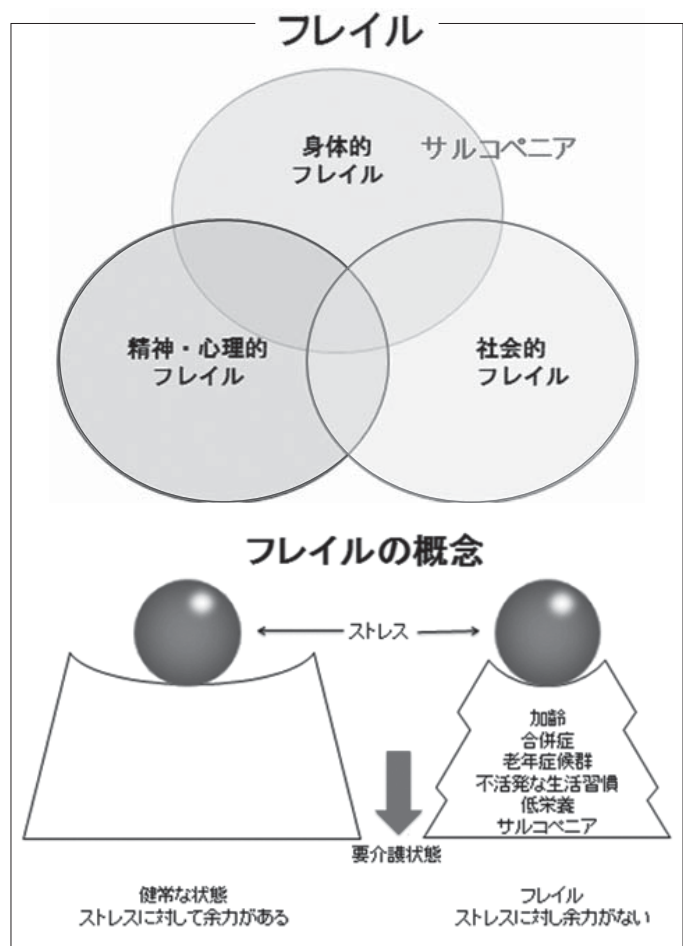 フレイル
身体的
フレイル
サルコペニア
精神・心理的
フレイル
社会的
フレイル
フレイルの概念
ストレス
加齢
合併症
老年症候群
不活発な生活習慣
低栄養
サルコペニア
要介護状態
健常な状態
ストレスに対して余力がある
フレイル
ストレスに対し余力がない